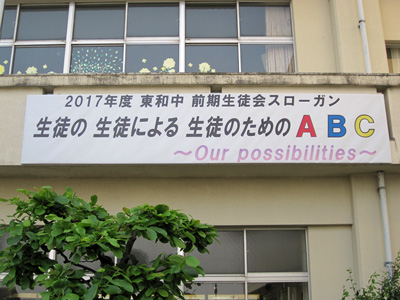 2017年度 東和中 前期生徒会スローガン
生徒の 生徒による 生徒のための A B C
～Our possibilities～